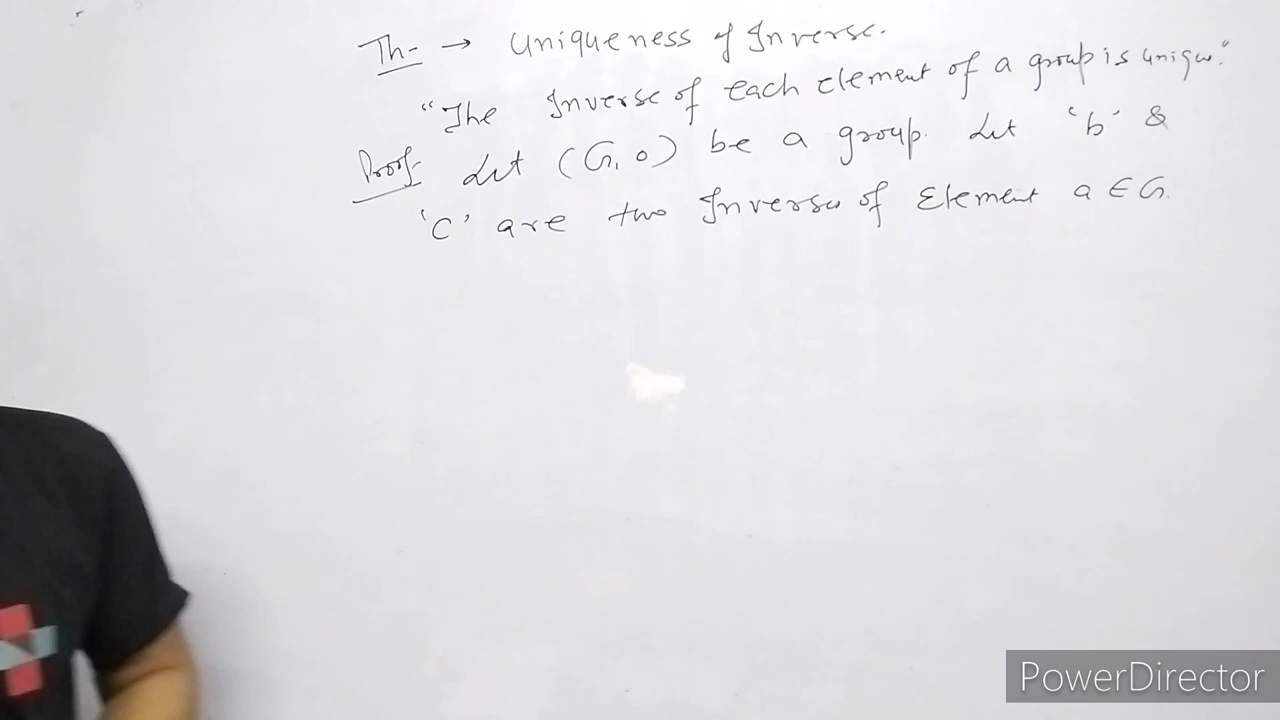 Th- → Uniqueness of Inverse.
"The Inverse of each element of a group is unique."
Proof- Let (G, o) be a group. Let 'b' &
'c' are two Inverse of Element a ∈ G.
PowerDirector